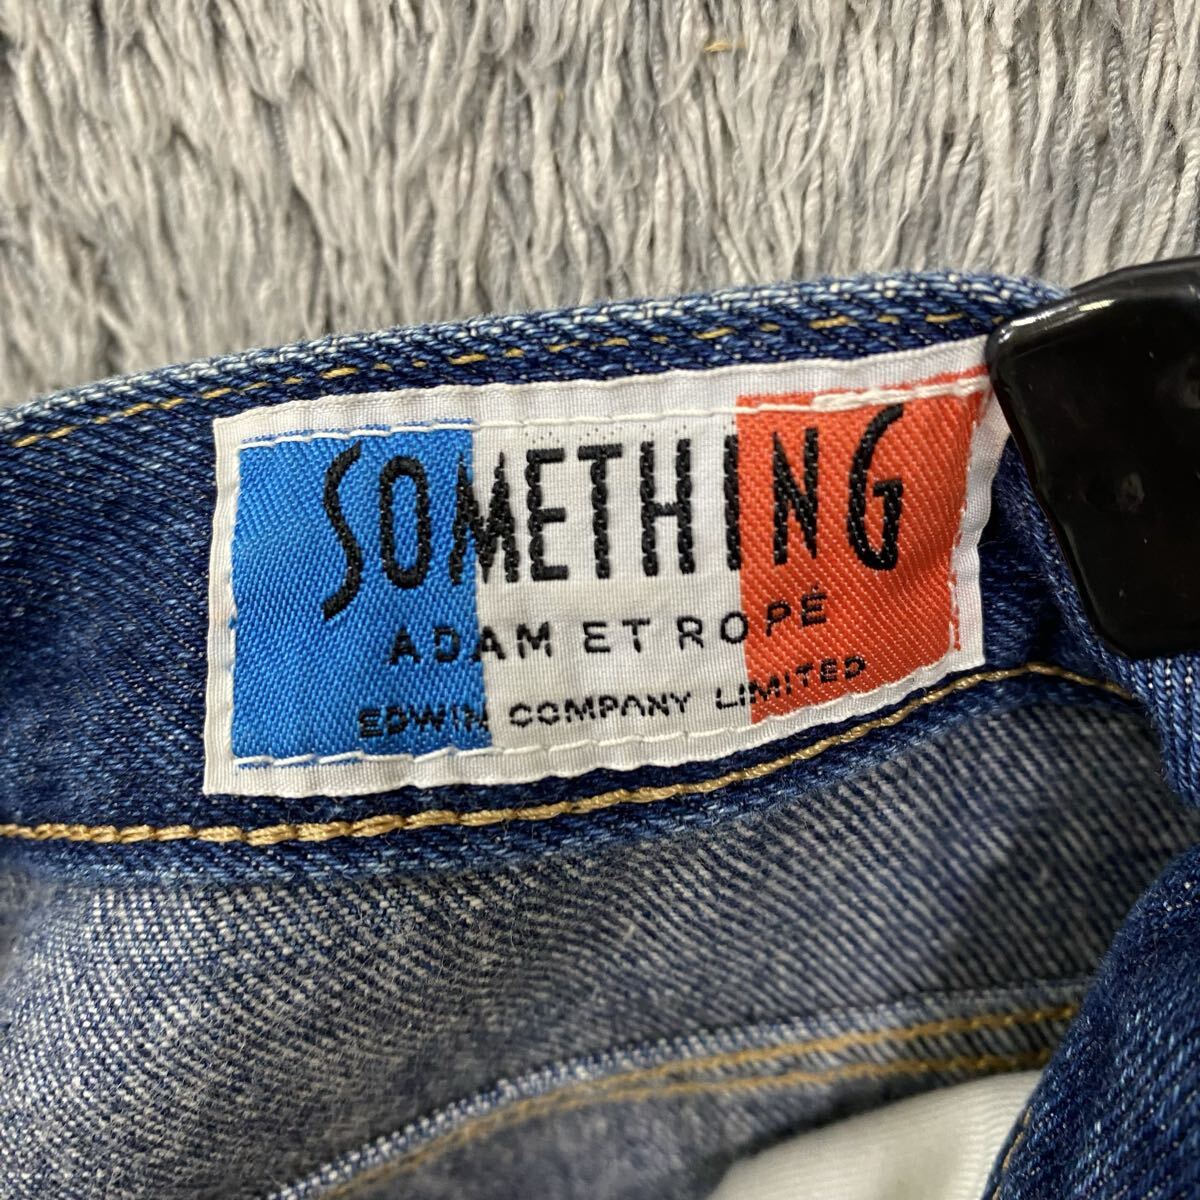 SOMETHING
ADAM ET ROPÉ
EDWIN COMPANY LIMITED